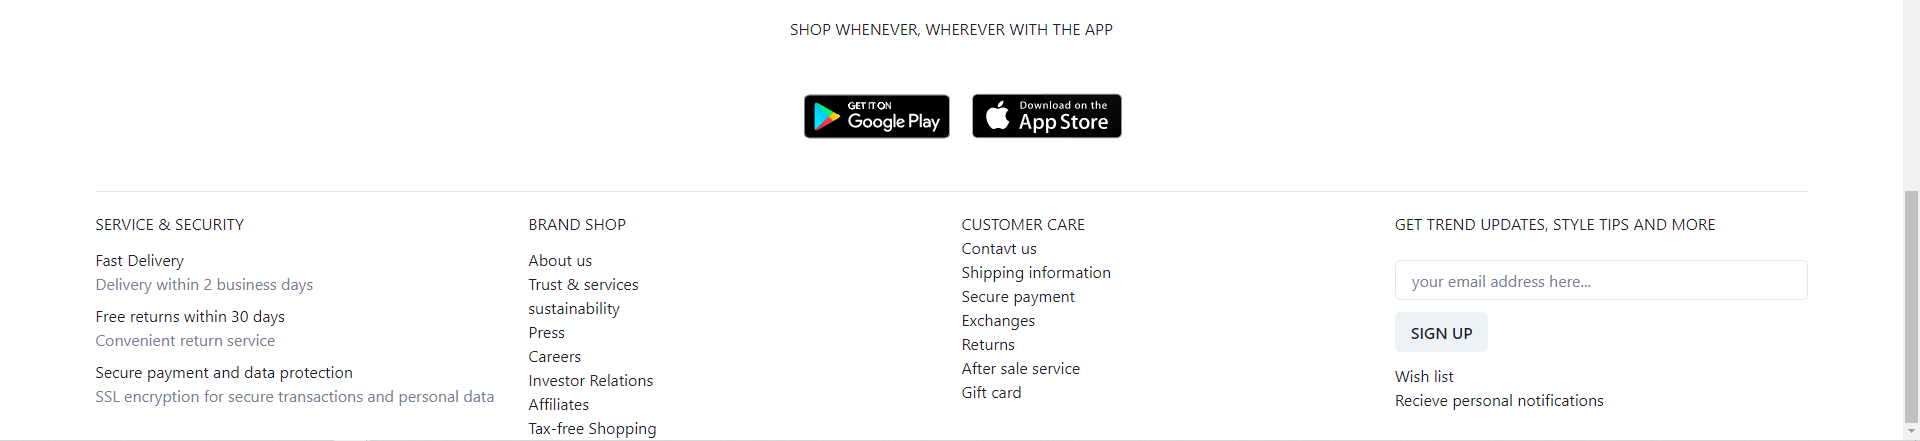 SHOP WHENEVER, WHEREVER WITH THE APP
GET IT ON
Google Play
Download on the
App Store
SERVICE & SECURITY
Fast Delivery
Delivery within 2 business days
Free returns within 30 days
Convenient return service
Secure payment and data protection
SSL encryption for secure transactions and personal data
BRAND SHOP
About us
Trust & services
sustainability
Press
Careers
Investor Relations
Affiliates
Tax-free Shopping
CUSTOMER CARE
Contavt us
Shipping information
Secure payment
Exchanges
Returns
After sale service
Gift card
GET TREND UPDATES, STYLE TIPS AND MORE
your email address here...
SIGN UP
Wish list
Recieve personal notifications